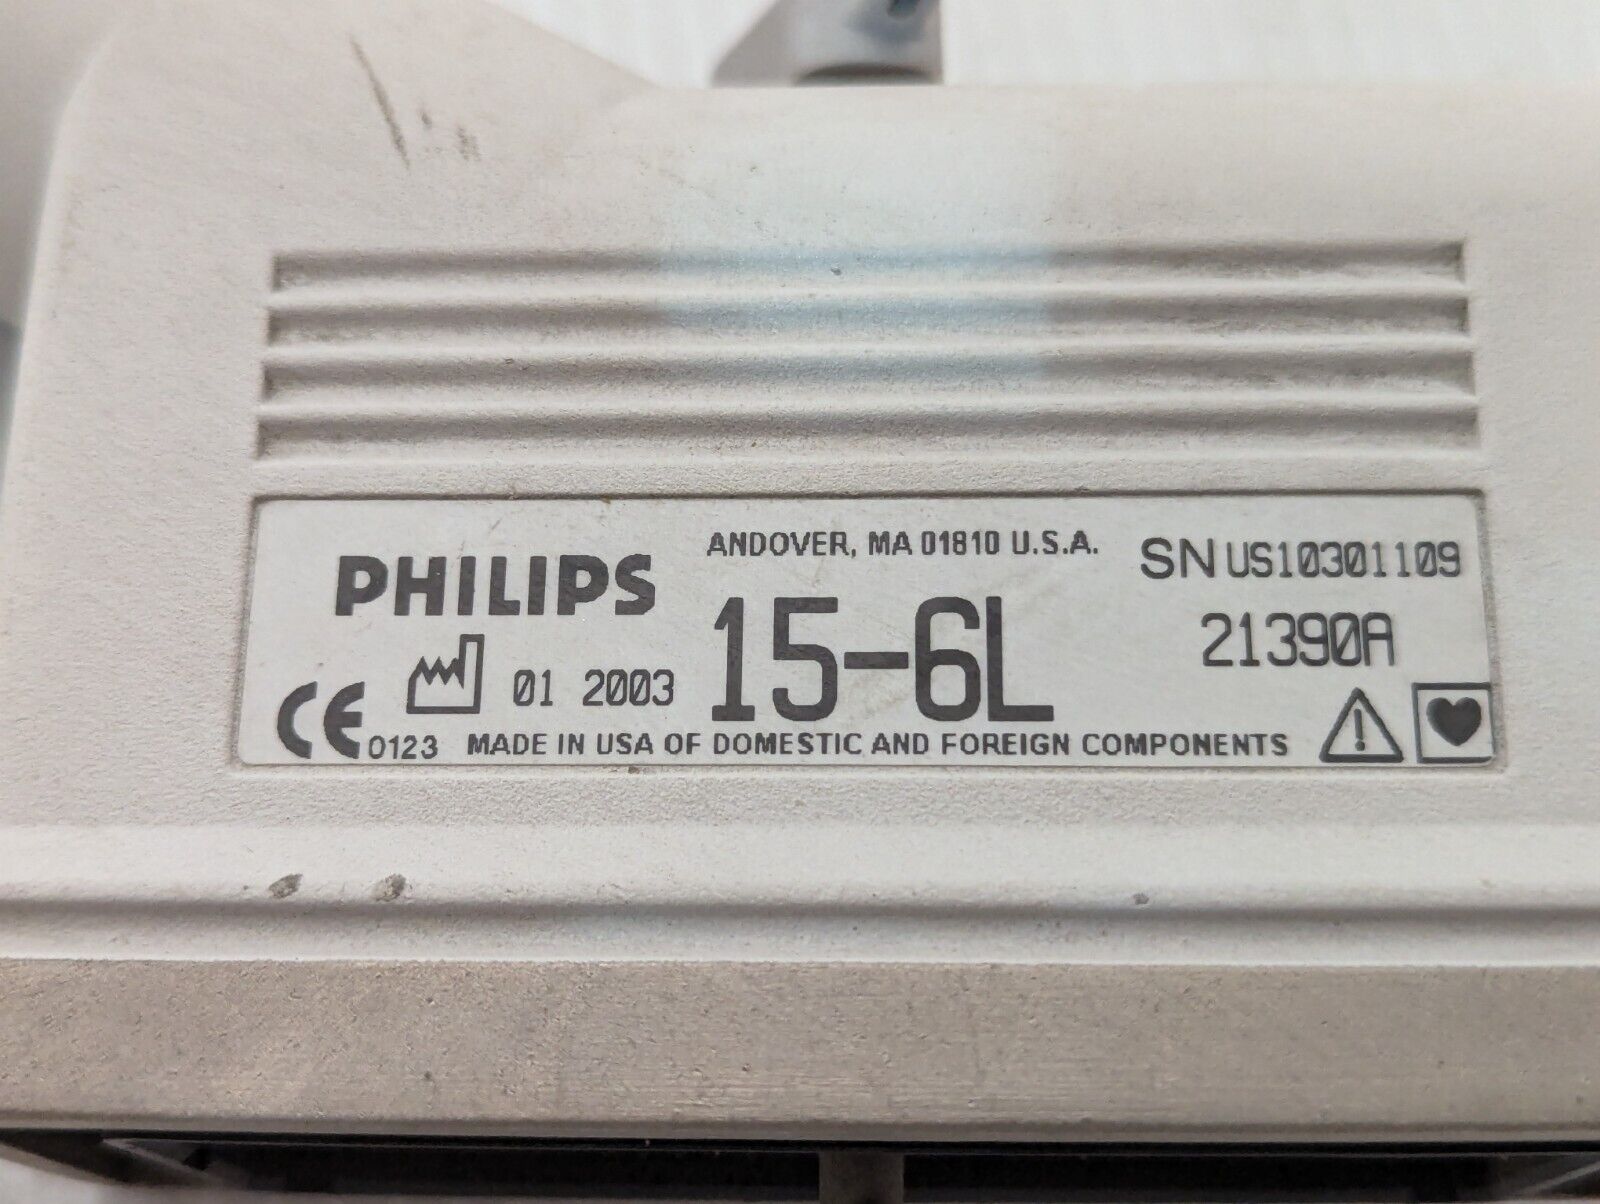 ANDOVER, MA 01810 U.S.A.
SN US10301109
PHILIPS
15-6L
21390A
01 2003
CE 0123
MADE IN USA OF DOMESTIC AND FOREIGN COMPONENTS